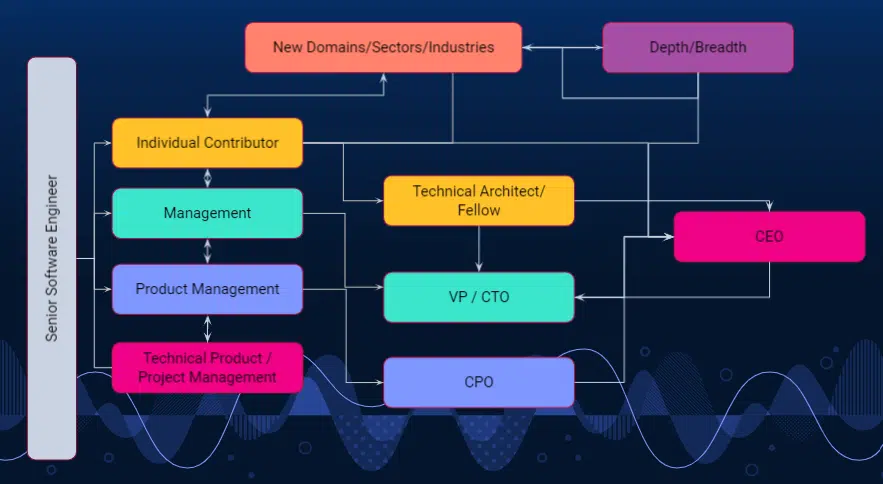 New Domains/Sectors/Industries
Depth/Breadth
Senior Software Engineer
Individual Contributor
Technical Architect/
Fellow
Management
CEO
Product Management
VP / CTO
Technical Product /
Project Management
CPO